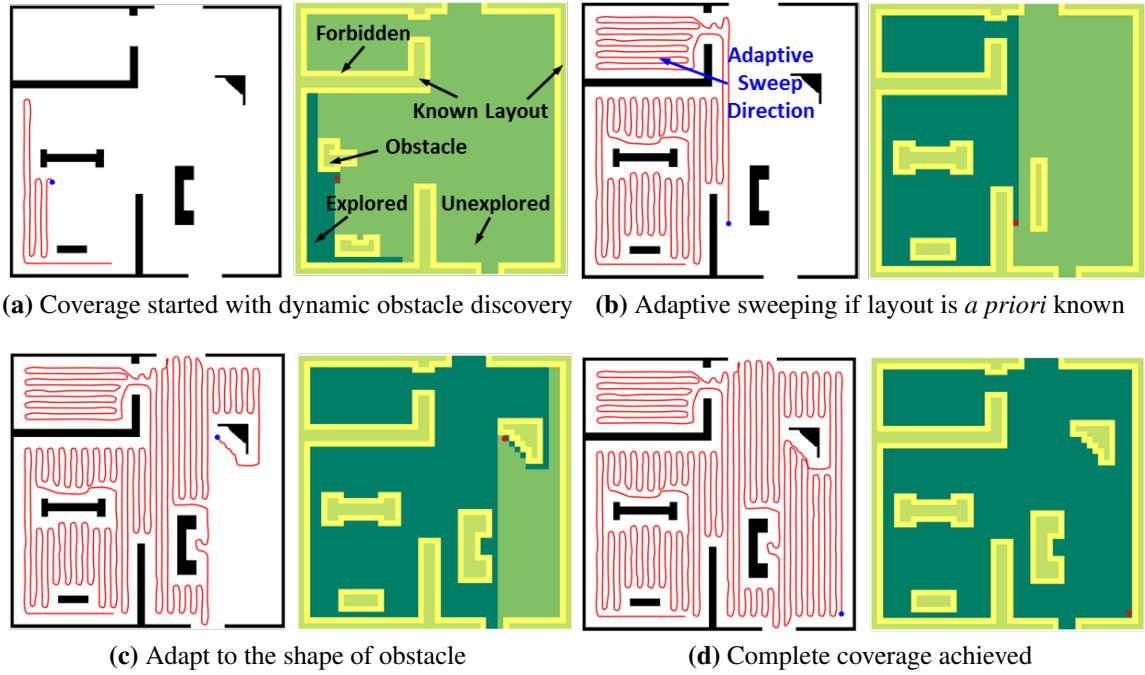 Forbidden
Known Layout
Obstacle
Explored
Unexplored
Adaptive
Sweep
Direction
(a) Coverage started with dynamic obstacle discovery
(b) Adaptive sweeping if layout is a priori known
(c) Adapt to the shape of obstacle
(d) Complete coverage achieved